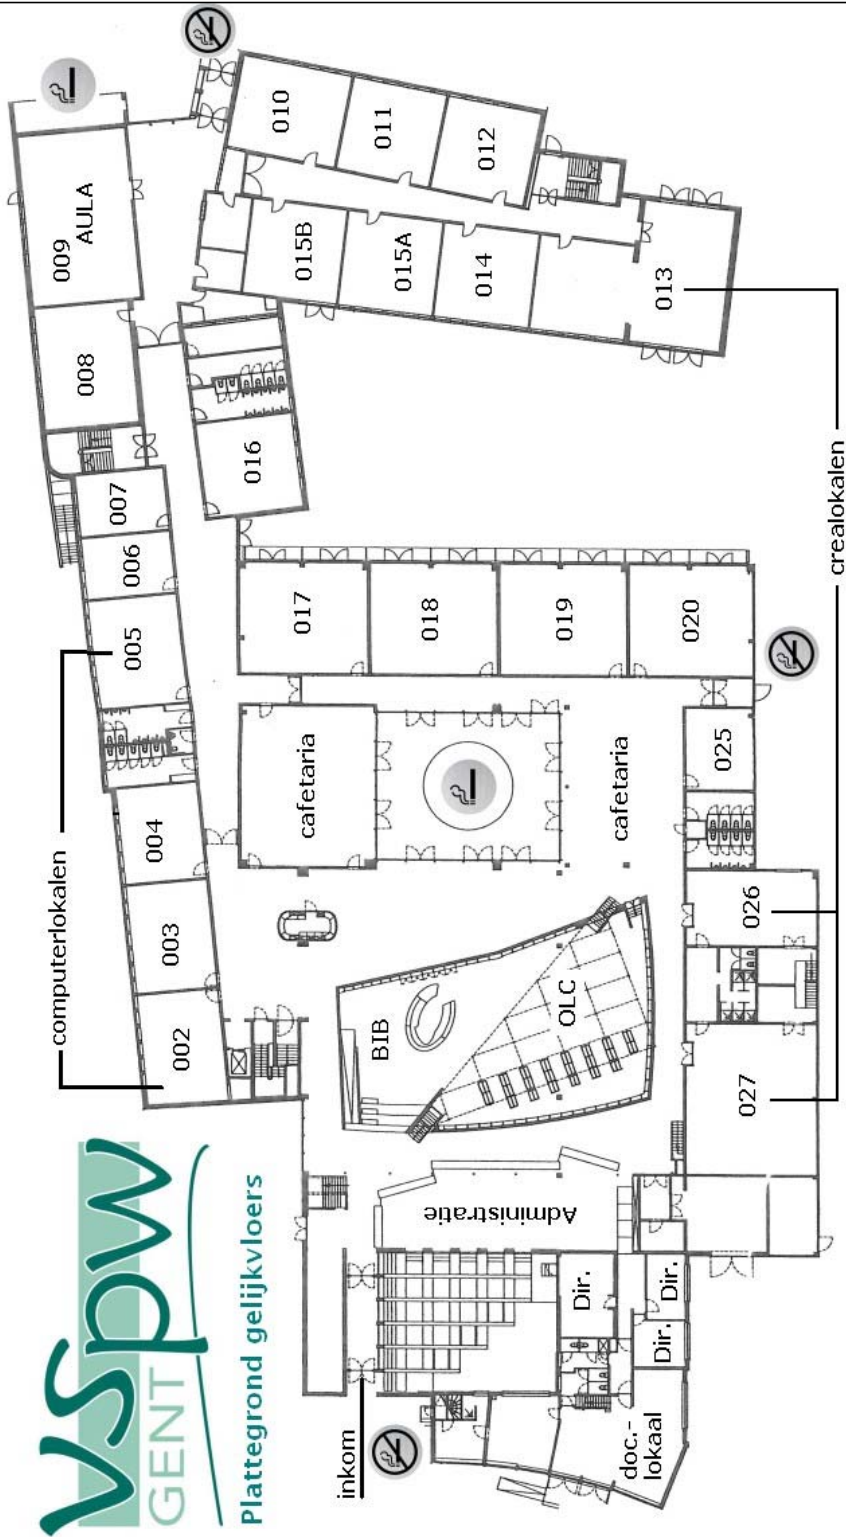 vspw
GENT
Plattegrond gelijkvloers
computerlokalen
002
003
004
005
006
007
008
009
AULA
010
011
012
013
014
015A
015B
016
017
018
019
020
cafetaria
cafetaria
025
026
027
BIB
OLC
Administratie
Dir.
Dir.
Dir.
doc.-
lokaal
inkom
crealokalen